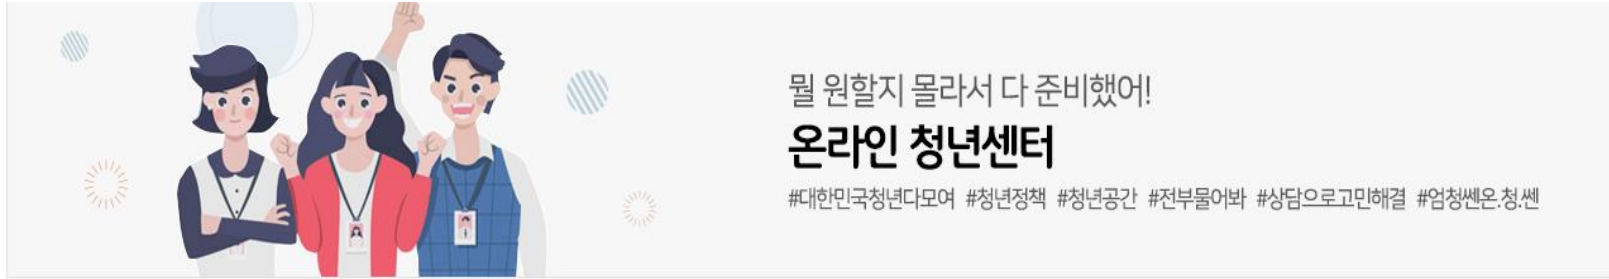 뭘 원할지 몰라서 다 준비했어!
온라인 청년센터
#대한민국청년다모여 #청년정책 #청년공간 #전부물어봐 #상담으로고민해결 #엄청쎈온.청.쎈